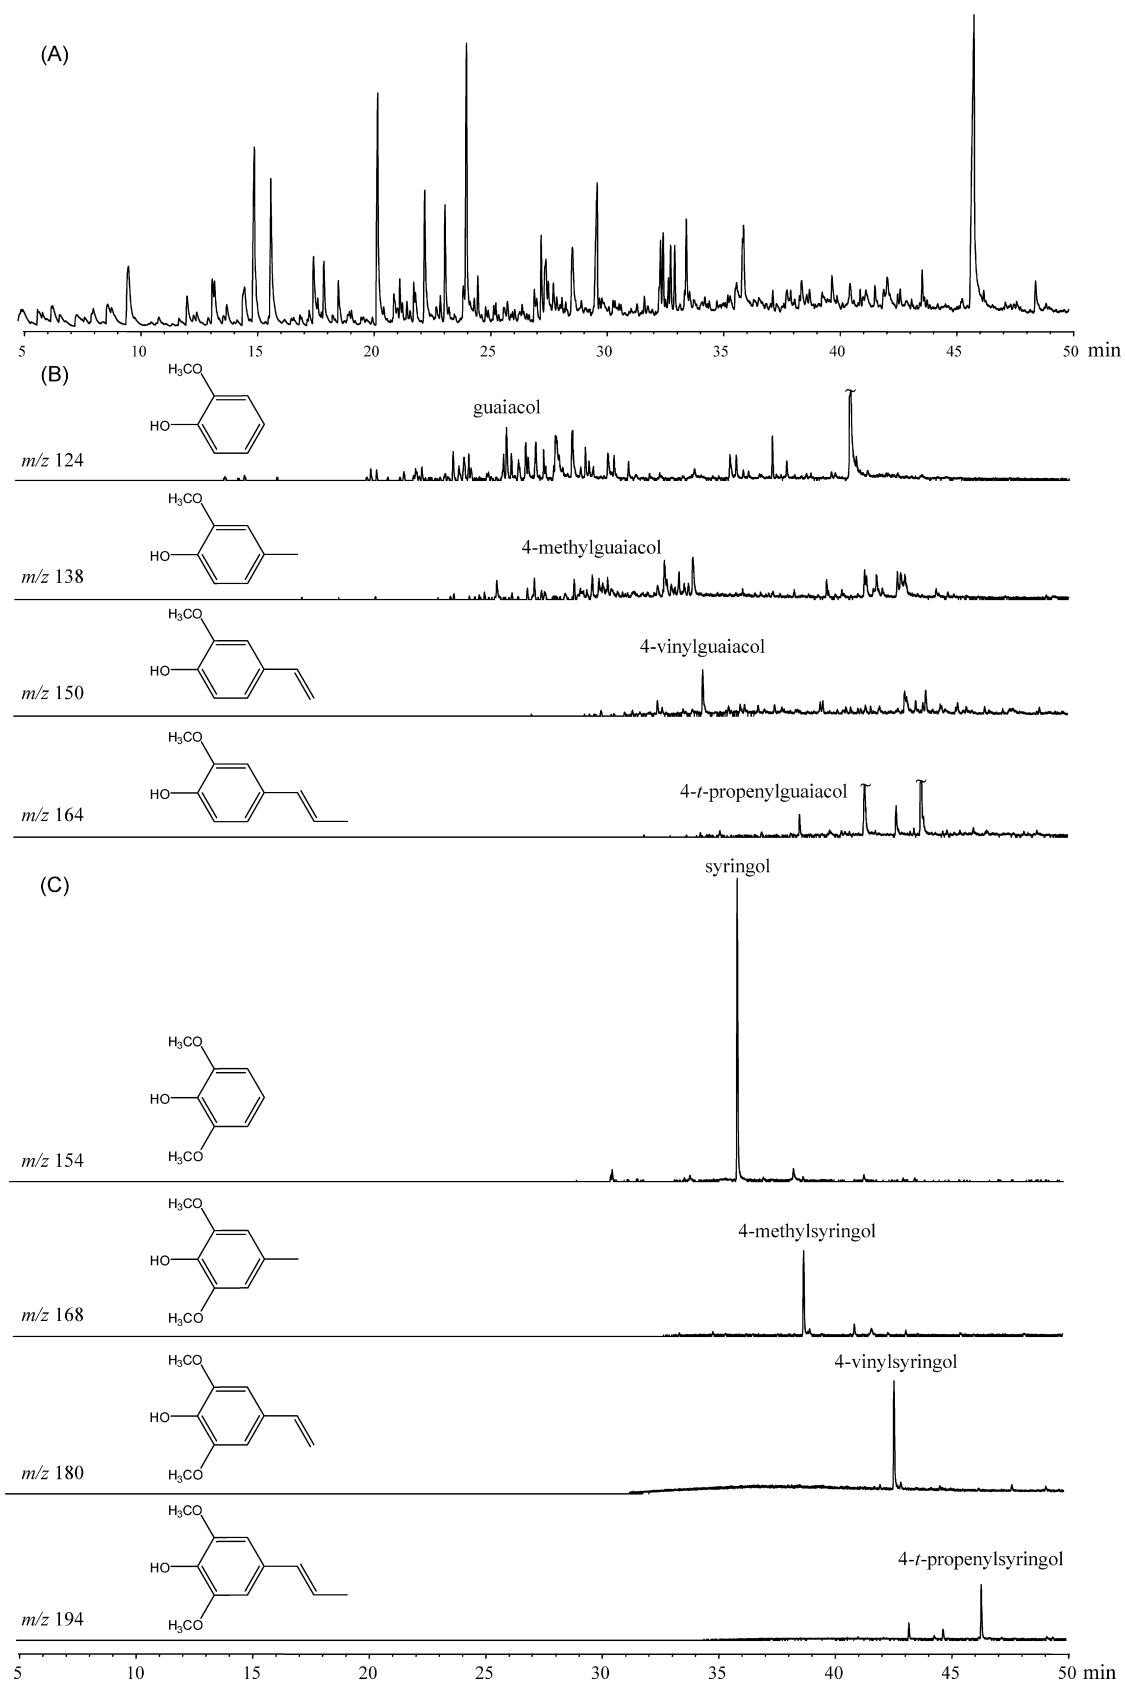 (A)
5 10 15 20 25 30 35 40 45 50 min
(B)
H₃CO
HO
guaiacol
m/z 124
H₃CO
HO
4-methylguaiacol
m/z 138
H₃CO
HO
4-vinylguaiacol
m/z 150
H₃CO
HO
4-t-propenylguaiacol
m/z 164
(C)
syringol
H₃CO
HO
H₃CO
m/z 154
H₃CO
4-methylsyringol
HO
H₃CO
m/z 168
H₃CO
4-vinylsyringol
HO
H₃CO
m/z 180
H₃CO
4-t-propenylsyringol
HO
H₃CO
m/z 194
5 10 15 20 25 30 35 40 45 50 min